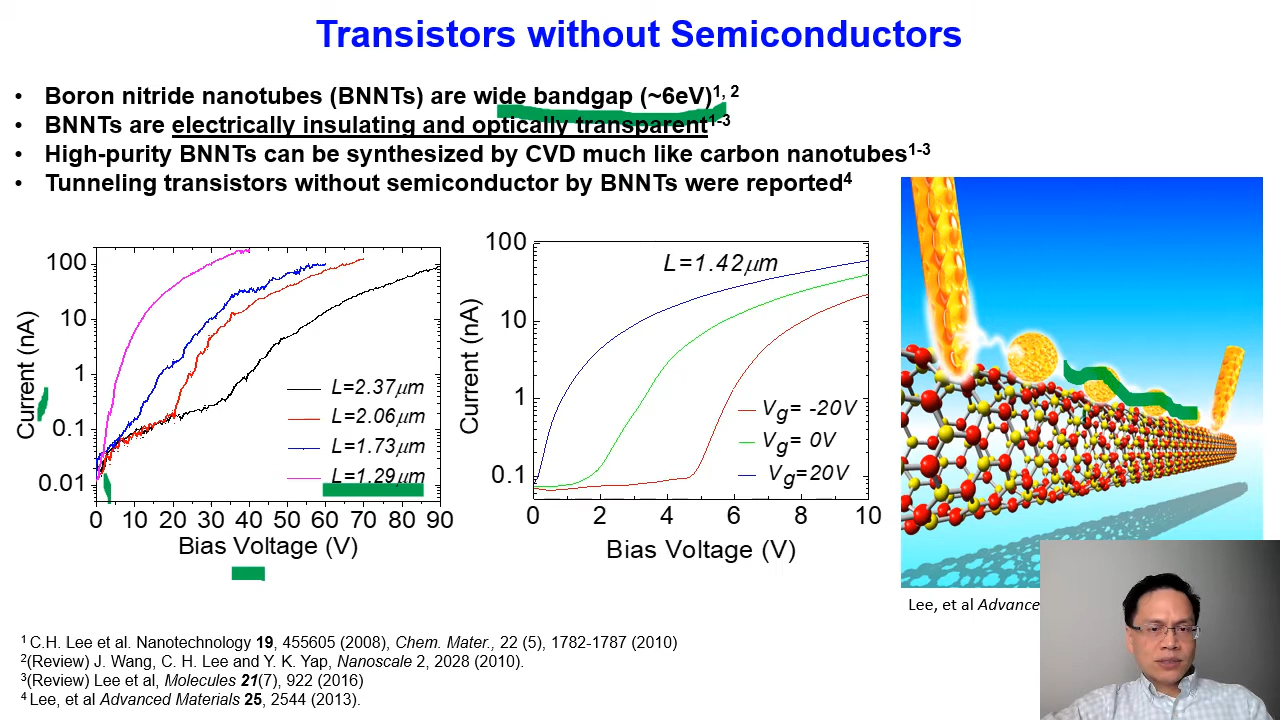 Transistors without Semiconductors
• Boron nitride nanotubes (BNNTs) are wide bandgap (~6eV)1, 2
• BNNTs are electrically insulating and optically transparent1-3
• High-purity BNNTs can be synthesized by CVD much like carbon nanotubes1-3
• Tunneling transistors without semiconductor by BNNTs were reported4
100
10
1
0.1
0.01
Current (nA)
L=2.37μm
L=2.06μm
L=1.73μm
L=1.29μm
0 10 20 30 40 50 60 70 80 90
Bias Voltage (V)
100
10
1
0.1
Current (nA)
L=1.42μm
Vg= -20V
Vg= 0V
Vg=20V
0 2 4 6 8 10
Bias Voltage (V)
Lee, et al Advance
1 C.H. Lee et al. Nanotechnology 19, 455605 (2008), Chem. Mater., 22 (5), 1782-1787 (2010)
2(Review) J. Wang, C. H. Lee and Y. K. Yap, Nanoscale 2, 2028 (2010).
3(Review) Lee et al, Molecules 21(7), 922 (2016)
4 Lee, et al Advanced Materials 25, 2544 (2013).